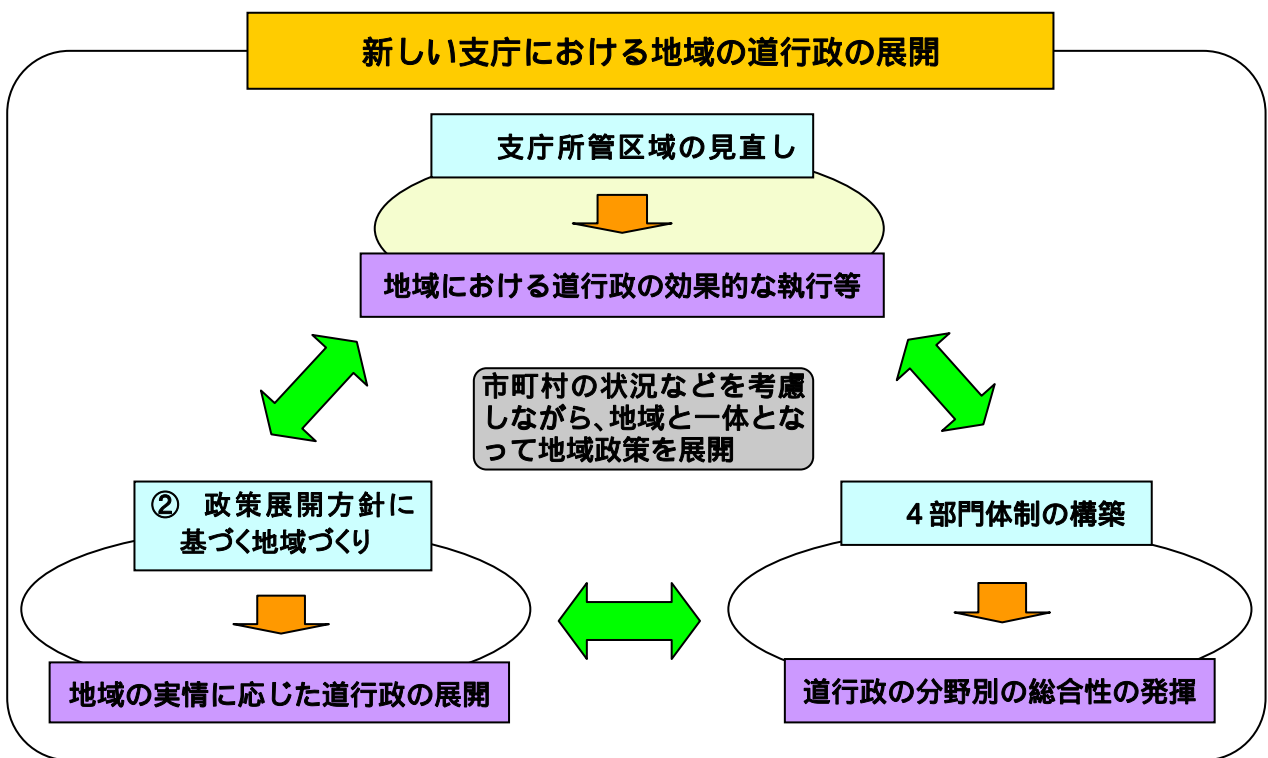 新しい支庁における地域の道行政の展開
支庁所管区域の見直し
地域における道行政の効果的な執行等
市町村の状況などを考慮
しながら、地域と一体とな
って地域政策を展開
② 政策展開方針に
基づく地域づくり
地域の実情に応じた道行政の展開
４部門体制の構築
道行政の分野別の総合性の発揮